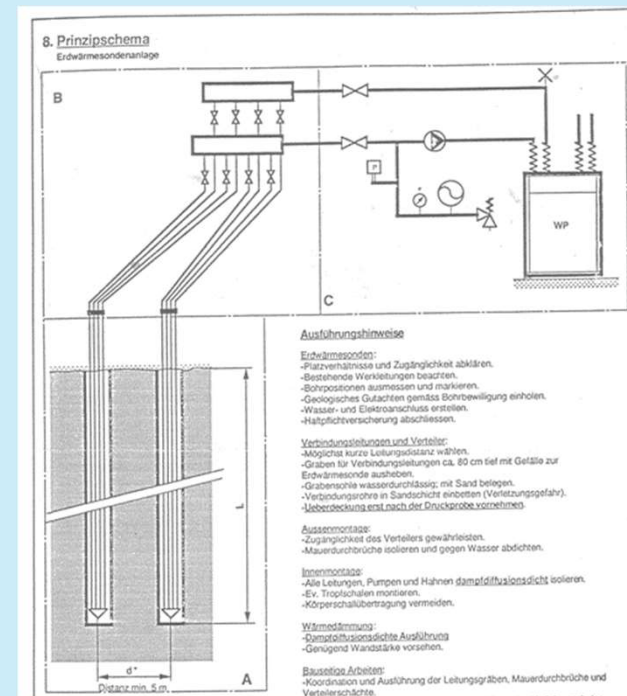 8. Prinzipschema
Erdwärmesondenanlage
B
P
WP
C
L
d*
Distanz min. 5 m
A
Ausführungshinweise
Erdwärmesonden:
-Platzverhältnisse und Zugänglichkeit abklären.
-Bestehende Werkleitungen beachten.
-Bohrpositionen ausmessen und markieren.
-Geologisches Gutachten gemäss Bohrbewilligung einholen.
-Wasser- und Elektroanschluss erstellen.
-Haftpflichtversicherung abschliessen.
Verbindungsleitungen und Verteiler:
-Möglichst kurze Leitungsdistanz wählen.
-Graben für Verbindungsleitungen ca. 80 cm tief mit Gefälle zur
Erdwärmesonde ausheben.
-Grabensohle wasserdurchlässig; mit Sand belegen.
-Verbindungsrohre in Sandschicht einbetten (Verletzungsgefahr).
-Ueberdeckung erst nach der Druckprobe vornehmen.
Aussenmontage:
-Zugänglichkeit des Verteilers gewährleisten.
-Mauerdurchbrüche isolieren und gegen Wasser abdichten.
Innenmontage:
-Alle Leitungen, Pumpen und Hahnen dampfdiffusionsdicht isolieren.
-Ev. Tropfschalen montieren.
-Körperschallübertragung vermeiden.
Wärmedämmung:
-Dampfdiffusionsdichte Ausführung
-Genügend Wandstärke vorsehen.
Bauseitige Arbeiten:
-Koordination und Ausführung der Leitungsgräben, Mauerdurchbrüche und
Verteilerschächte.